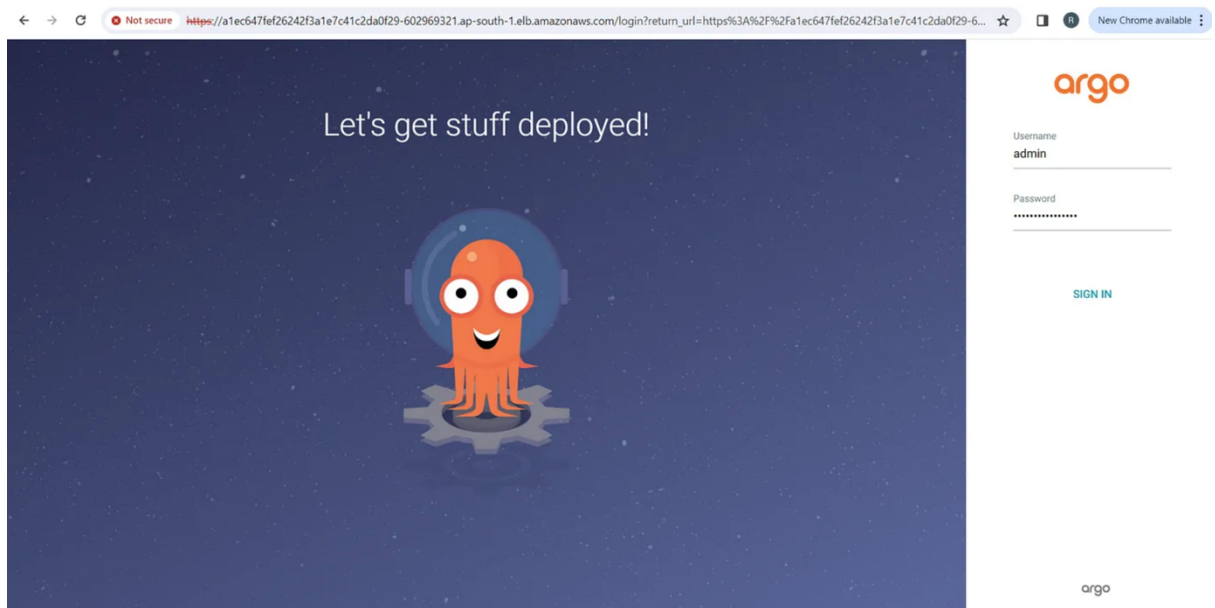 Not secure https://a1ec647fef26242f3a1e7c41c2da0f29-602969321.ap-south-1.elb.amazonaws.com/login?return_url=https%3A%2F%2Fa1ec647fef26242f3a1e7c41c2da0f29-6... R New Chrome available
Let's get stuff deployed!
argo
Username
admin
Password
••••••••••••••••
SIGN IN
argo